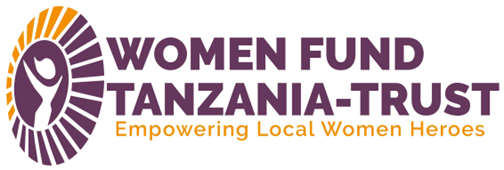 WOMEN FUND
TANZANIA-TRUST
Empowering Local Women Heroes